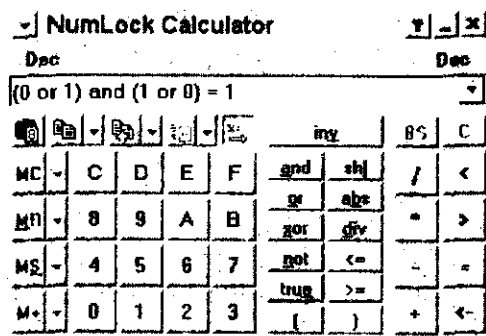 NumLock Calculator
Dec Dec
(0 or 1) and (1 or 0) = 1
inv BS C
MC C D E F and shl / <
8 9 A B or abs * >
xor div
MS 4 5 6 7 not <= - =
true >=
M+ 0 1 2 3 ( ) + <-